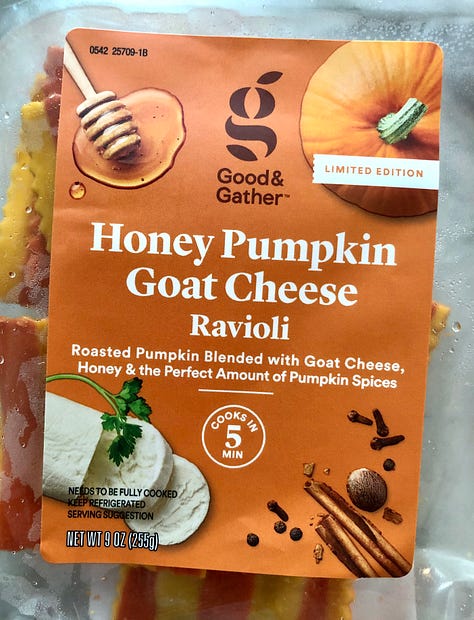 0542 25709-1B
g
Good&
Gather™
LIMITED EDITION
Honey Pumpkin
Goat Cheese
Ravioli
Roasted Pumpkin Blended with Goat Cheese,
Honey & the Perfect Amount of Pumpkin Spices
COOKS IN
5
MIN
NEEDS TO BE FULLY COOKED
KEEP REFRIGERATED
SERVING SUGGESTION
NET WT 9 OZ (255g)